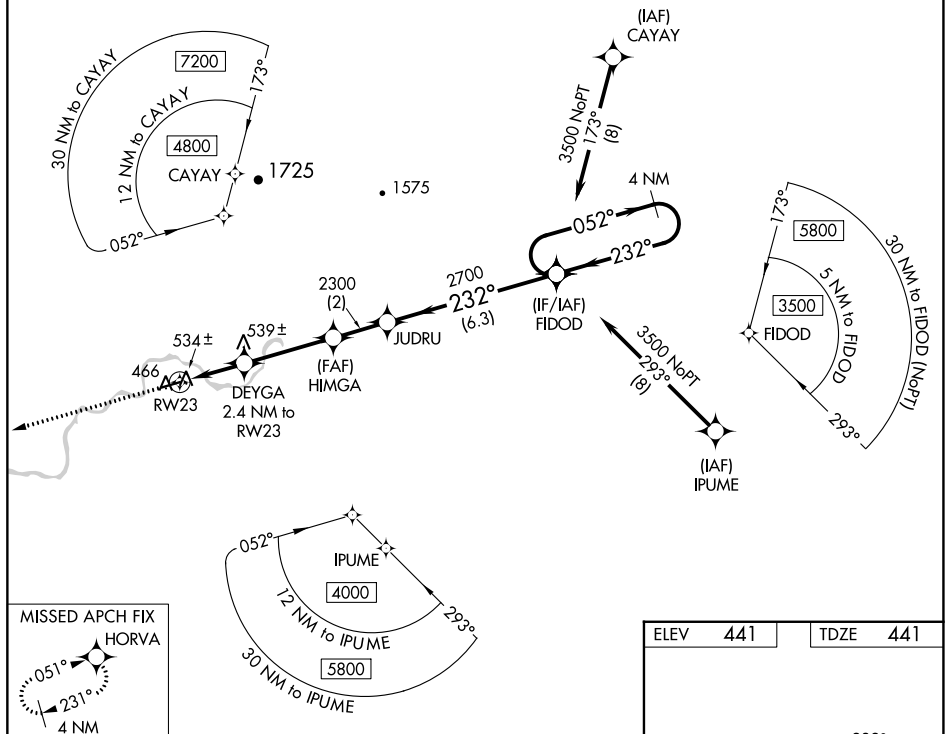 (IAF)
CAYAY
30 NM to CAYAY
7200
173°
12 NM to CAYAY
4800
CAYAY
1725
052°
1575
3500 NoPT
173°
(8)
4 NM
052°
232°
173°
5800
30 NM to FIDOD (NoPT)
5 NM to FIDOD
3500
FIDOD
293°
2300
(2)
2700
232°
(6.3)
(IF/IAF)
FIDOD
JUDRU
534 ±
539 ±
466
RW23
DEYGA
2.4 NM to
RW23
(FAF)
HIMGA
3500 NoPT
293°
(8)
(IAF)
IPUME
052°
IPUME
4000
12 NM to IPUME
293°
5800
30 NM to IPUME
MISSED APCH FIX
HORVA
051°
231°
4 NM
ELEV 441
TDZE 441